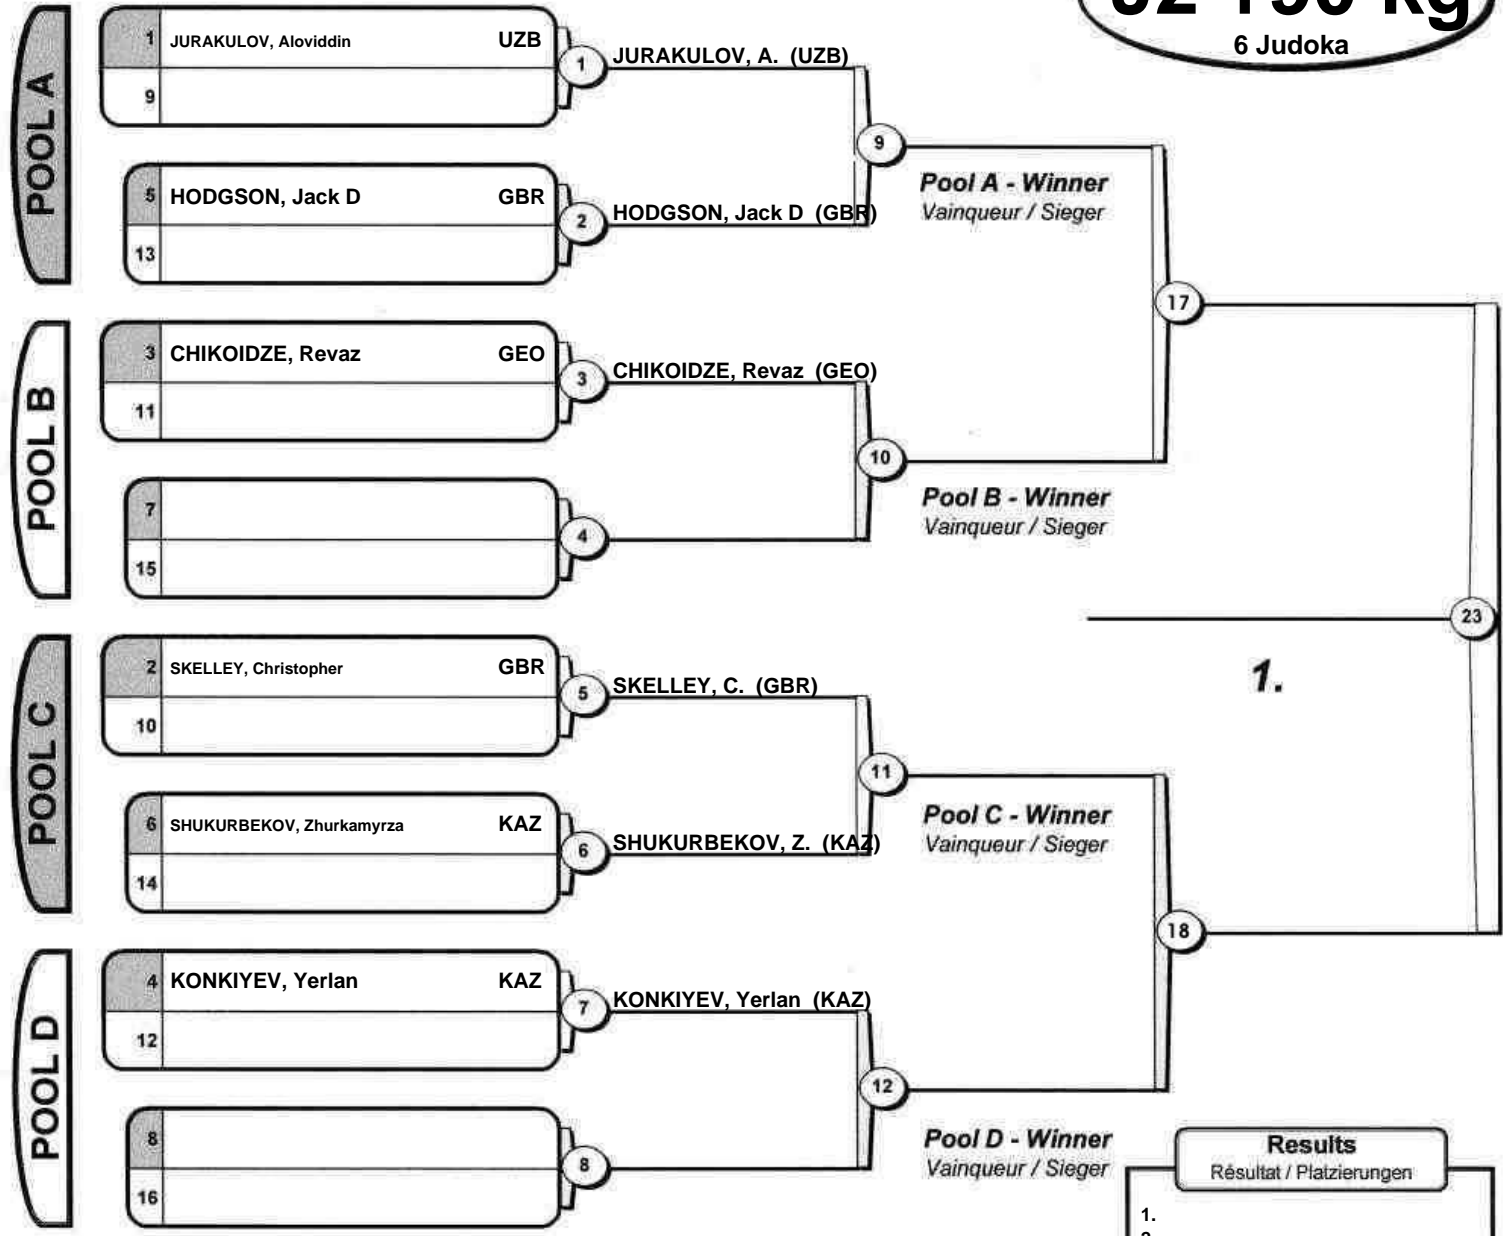 6 Judoka
POOL A
1 JURAKULOV, Aloviddin UZB
9
1
JURAKULOV, A. (UZB)
5 HODGSON, Jack D GBR
13
2
HODGSON, Jack D (GBR)
9
Pool A - Winner
Vainqueur / Sieger
POOL B
3 CHIKOIDZE, Revaz GEO
11
3
CHIKOIDZE, Revaz (GEO)
7
15
4
10
Pool B - Winner
Vainqueur / Sieger
17
POOL C
2 SKELLEY, Christopher GBR
10
5
SKELLEY, C. (GBR)
6 SHUKURBEKOV, Zhurkamyrza KAZ
14
6
SHUKURBEKOV, Z. (KAZ)
11
Pool C - Winner
Vainqueur / Sieger
POOL D
4 KONKIYEV, Yerlan KAZ
12
7
KONKIYEV, Yerlan (KAZ)
8
16
8
12
Pool D - Winner
Vainqueur / Sieger
18
23
1.
Results
Résultat / Platzierungen
1.